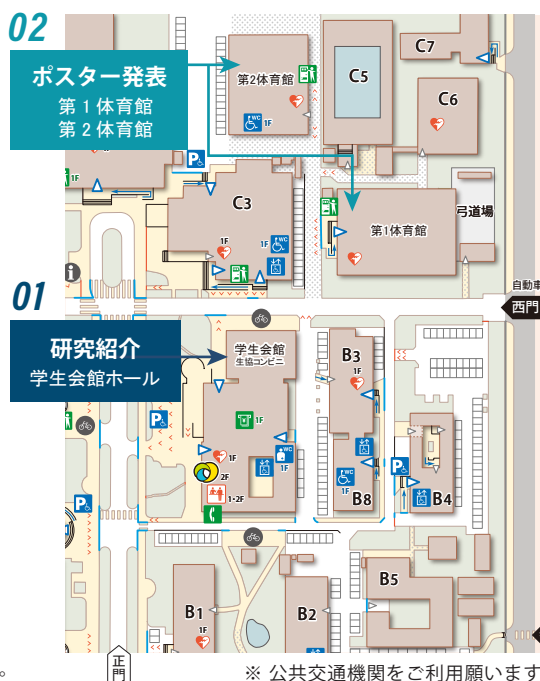 02
ポスター発表
第1体育館
第2体育館
第2体育館
WC
1F
C5
C7
C6
1F
1F
C3
1F
1F
WC
第1体育館
弓道場
自動車
西門
01
研究紹介
学生会館ホール
学生会館
生協コンビニ
B3
1F
1F
1F
WC
1F
2F
1-2F
WC
1F
B8
B4
P
P
P
P
B1
1F
B2
B5
正門
。
※ 公共交通機関をご利用願います